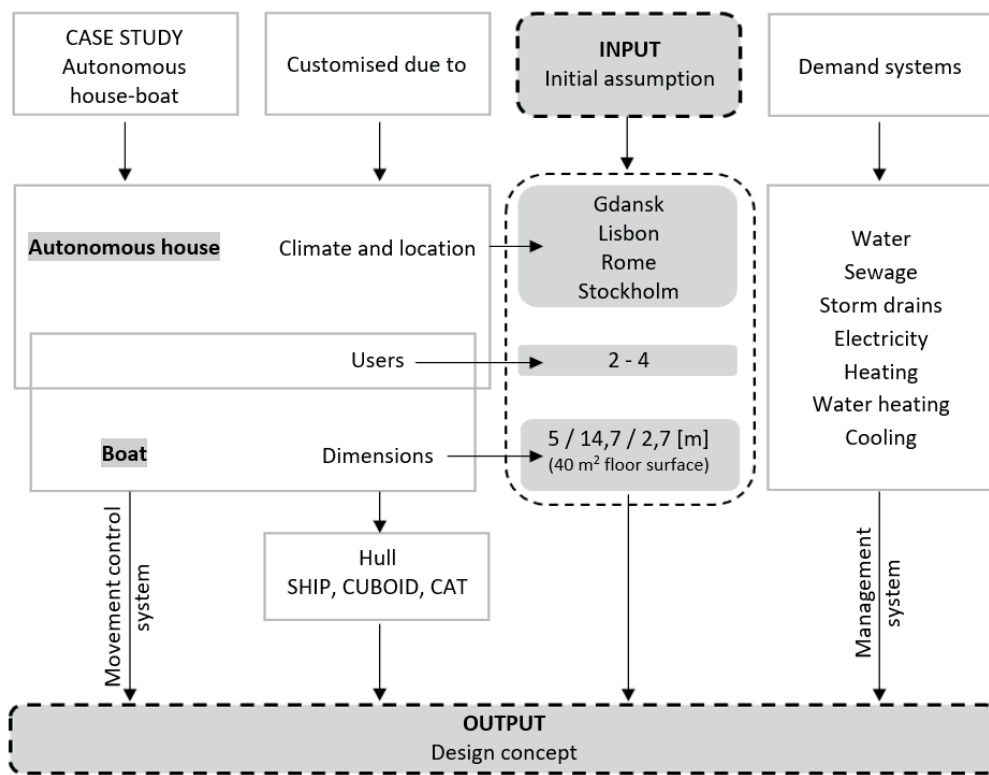 CASE STUDY
Autonomous
house-boat
Customised due to
INPUT
Initial assumption
Demand systems
Autonomous house
Climate and location
Gdansk
Lisbon
Rome
Stockholm
Users
2 - 4
Boat
Dimensions
5 / 14,7 / 2,7 [m]
(40 m² floor surface)
Water
Sewage
Storm drains
Electricity
Heating
Water heating
Cooling
Movement control
system
Hull
SHIP, CUBOID, CAT
Management
system
OUTPUT
Design concept